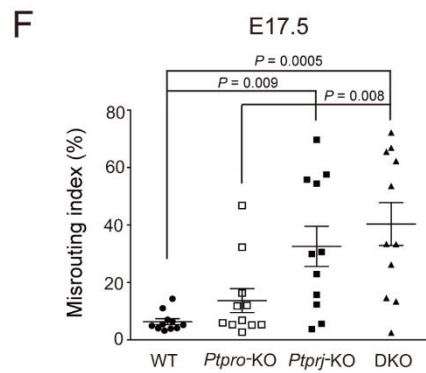 F
E17.5
P = 0.0005
P = 0.009
P = 0.008
Misrouting index (%)
80
60
40
20
0
WT Ptpro-KO Ptprj-KO DKO